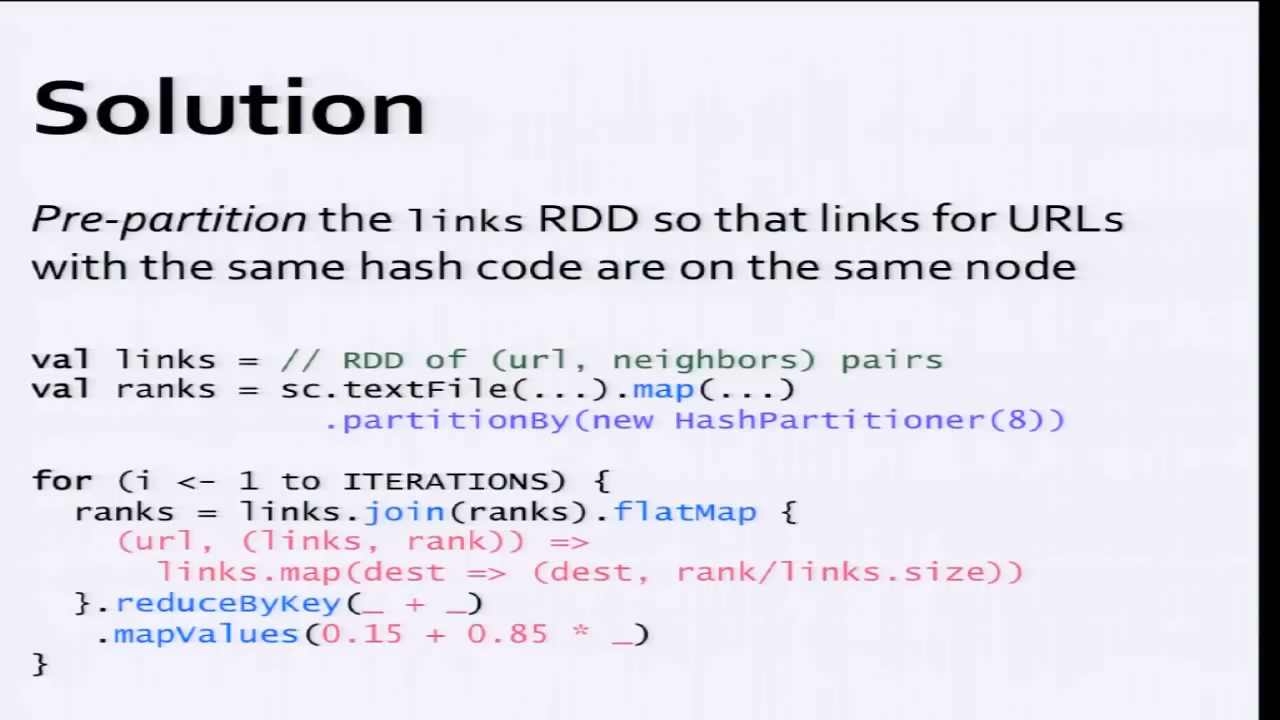 Solution
Pre-partition the links RDD so that links for URLs
with the same hash code are on the same node
val links = // RDD of (url, neighbors) pairs
val ranks = sc.textFile(...).map(...)
.partitionBy(new HashPartitioner(8))
for (i <- 1 to ITERATIONS) {
ranks = links.join(ranks).flatMap {
(url, (links, rank)) =>
links.map(dest => (dest, rank/links.size))
}.reduceByKey(_ + _)
.mapValues(0.15 + 0.85 * _)
}